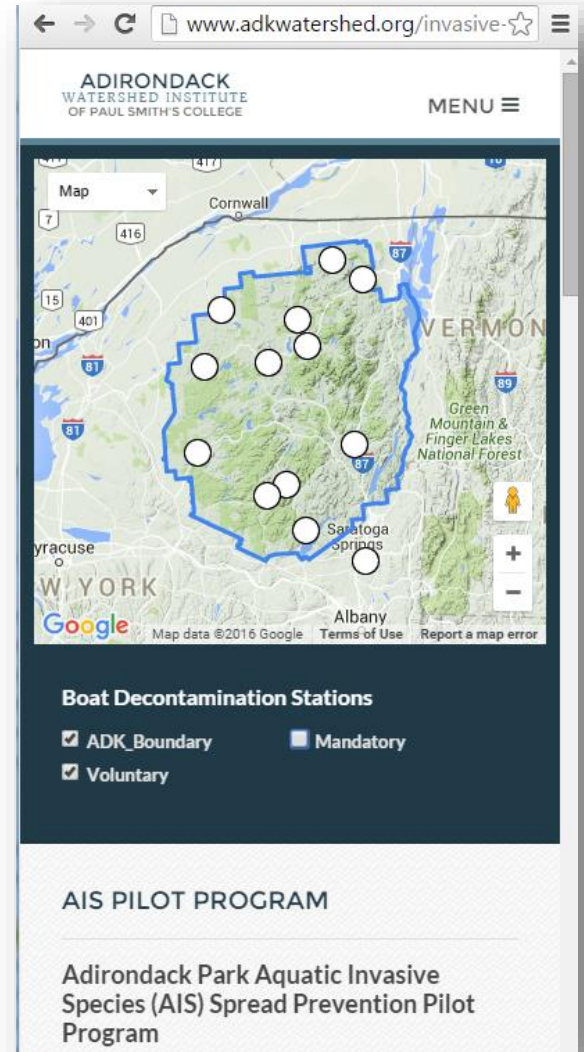 www.adkwatershed.org/invasive-
ADIRONDACK
WATERSHED INSTITUTE
OF PAUL SMITH'S COLLEGE
MENU
417
Map
Cornwall
7
416
87
15
401
VERMON
on
81
89
81
Green
Mountain &
Finger Lakes
National Forest
87
Saratoga
Springs
yracuse
W YORK
Albany
Google
Map data ©2016 Google Terms of Use Report a map error
Boat Decontamination Stations
ADK_Boundary Mandatory
Voluntary
AIS PILOT PROGRAM
Adirondack Park Aquatic Invasive
Species (AIS) Spread Prevention Pilot
Program